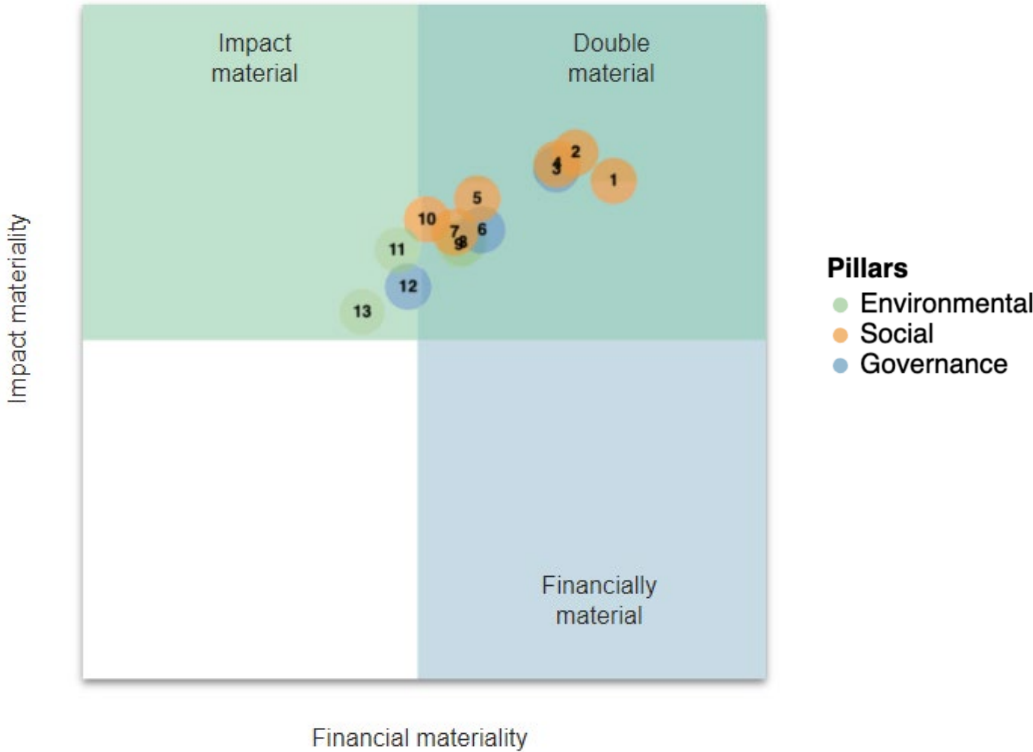 Impact
material
Double
material
2
4
3
1
5
10
7
6
8
9
11
12
13
Financially
material
Impact materiality
Financial materiality
Pillars
Environmental
Social
Governance